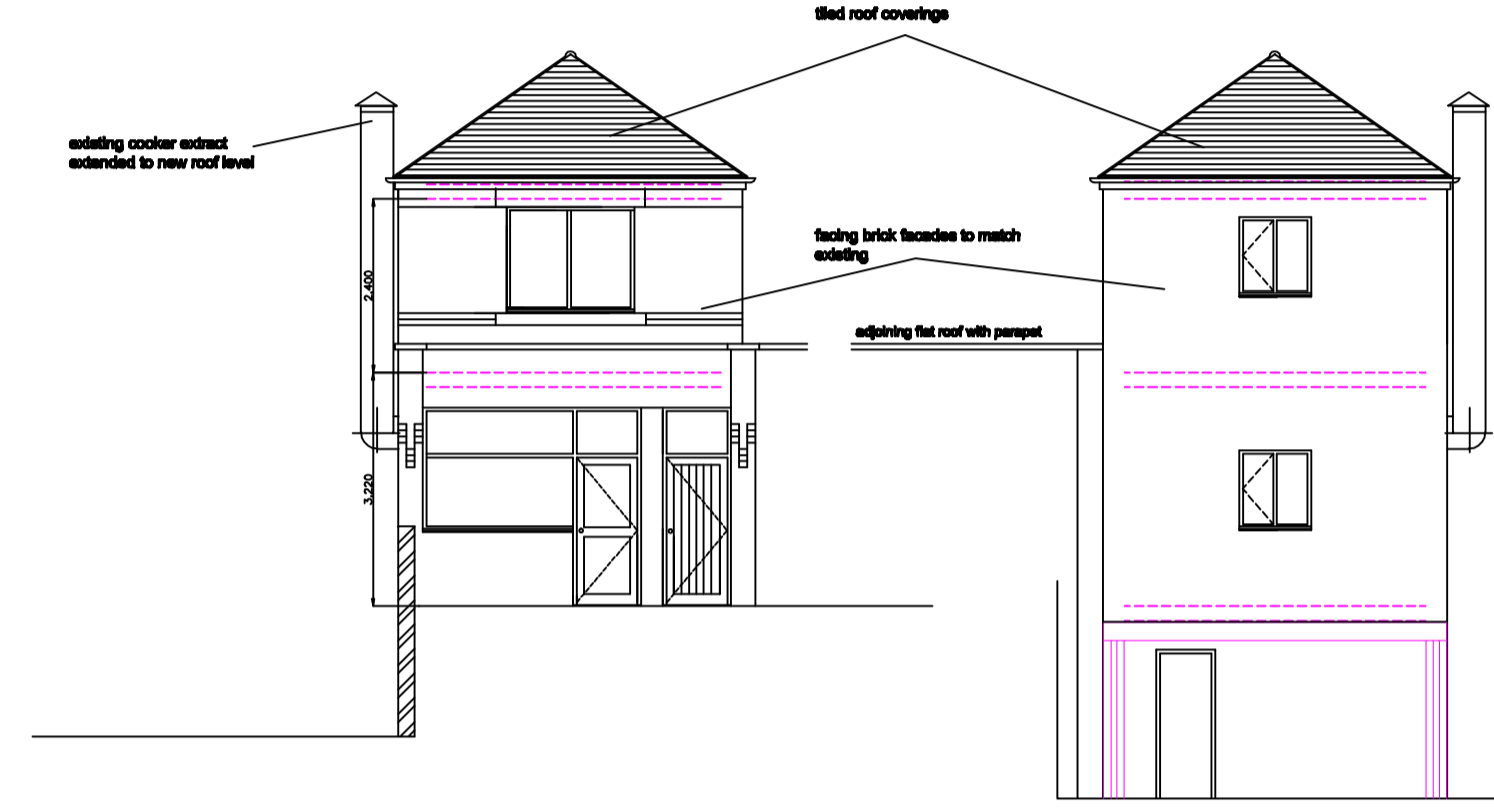 tiled roof coverings
existing cooker extract
extended to new roof level
facing brick facades to match
existing
2,400
adjoining flat roof with parapet
3,220